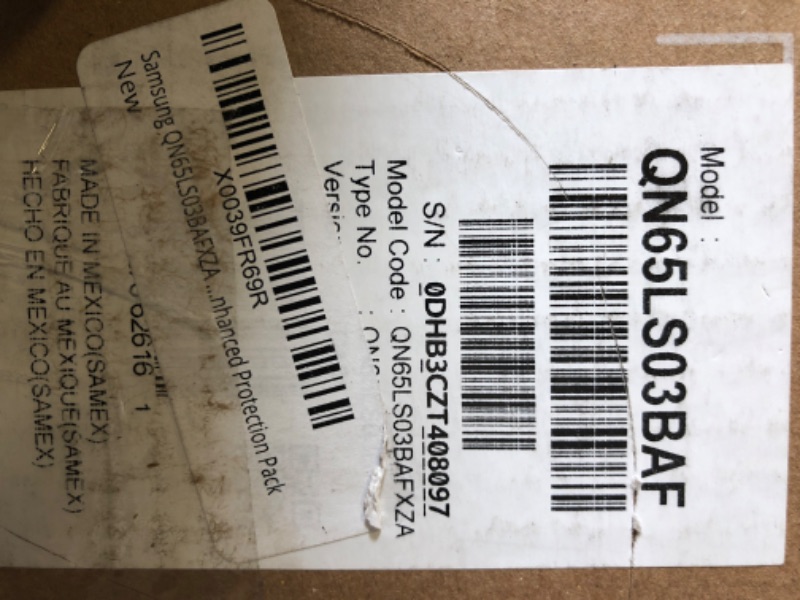 Model :
QN65LS03BAF
S/N : 0DHB3CZT408097
Model Code : QN65LS03BAFXZA
Type No. :
X0039FR69R
Samsung QN65LS03BAFXZA ...nhanced Protection Pack
New
1
MADE IN MEXICO(SAMEX)
FABRIQUE AU MEXIQUE(SAMEX)
HECHO EN MEXICO(SAMEX)